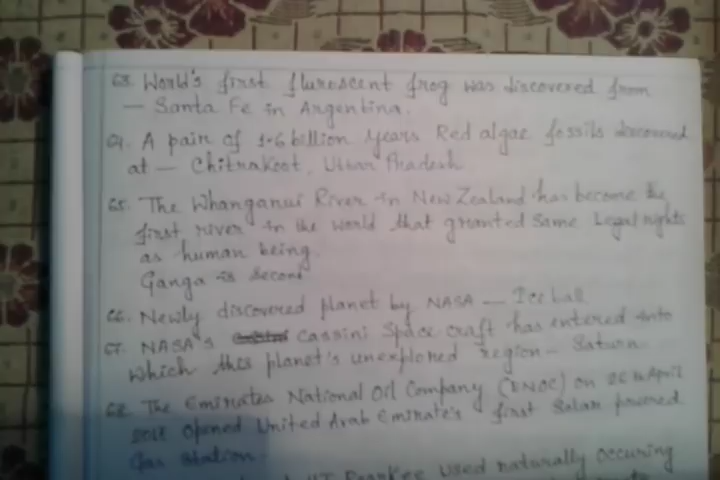 63. World's first flurescent frog was discovered from
— Santa Fe in Argentina.
64. A pair of 1.6 billion years Red algae fossils discovered
at — Chitrakoot, Uttar Pradesh
65. The Whanganui River in New Zealand has become the
first river in the world that granted same legal rights
as human being.
Ganga is second
66. Newly discovered planet by NASA — Ice ball
67. NASA's Cassini Space craft has entered into
which this planet's unexplored region — Saturn
68. The Emirates National Oil Company (ENOC) on 26th April
opened United Arab Emirate's first Solar powered
Gas station.
used naturally occuring